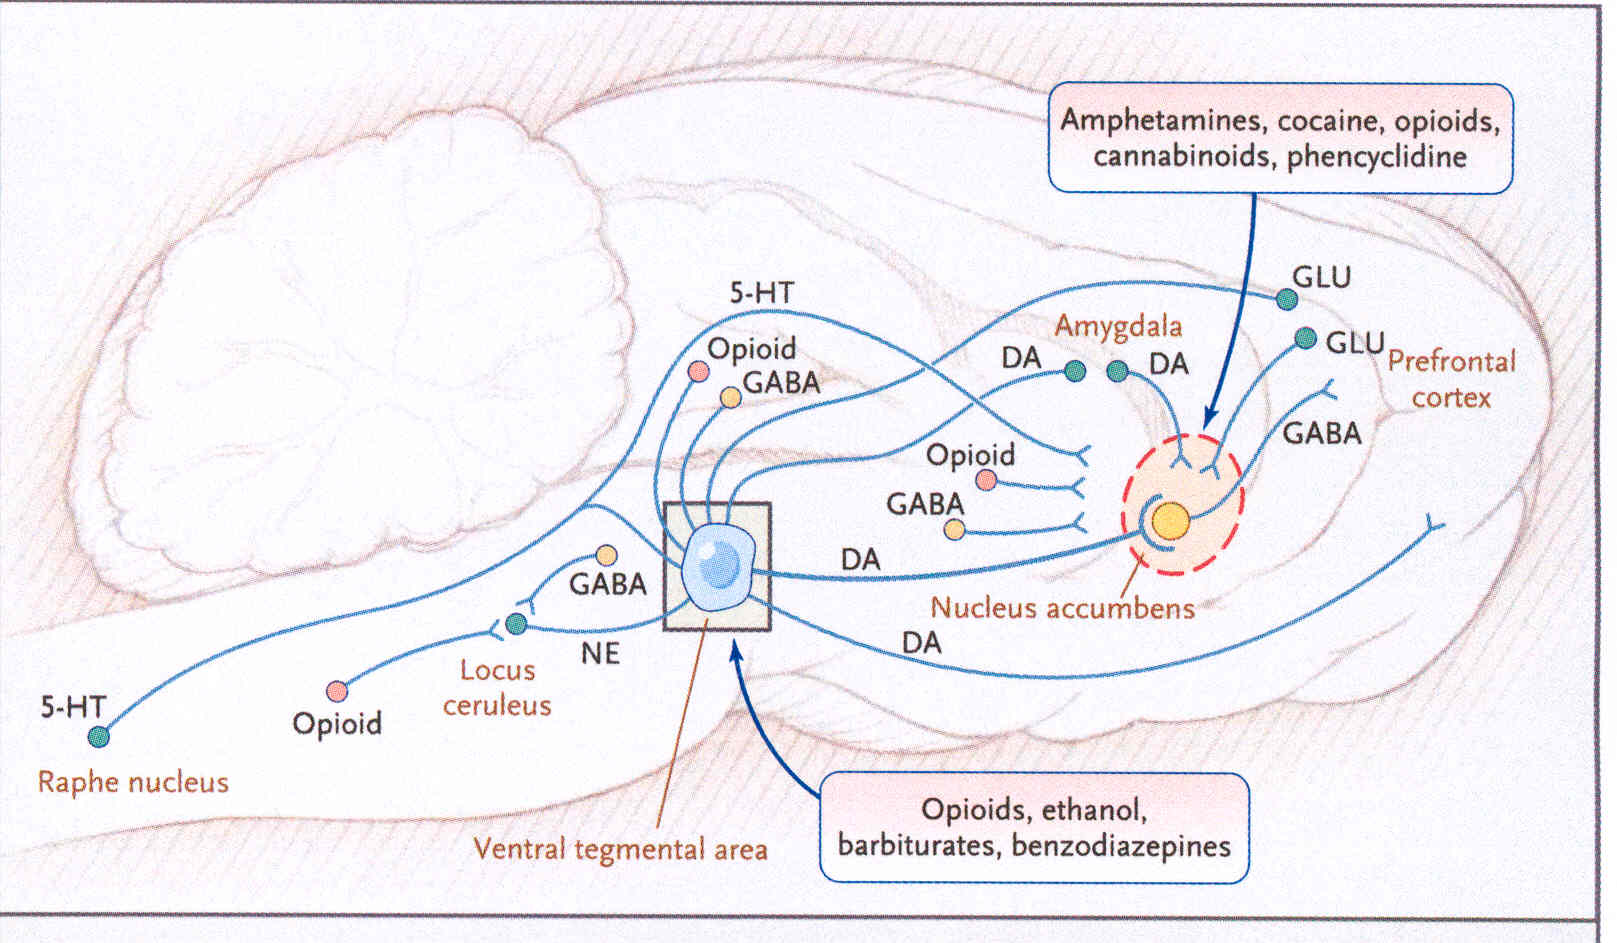 Amphetamines, cocaine, opioids,
cannabinoids, phencyclidine
GLU
5-HT
Amygdala
GLU
Opioid
DA
DA
Prefrontal
cortex
GABA
GABA
Opioid
GABA
DA
GABA
Nucleus accumbens
DA
NE
Locus
ceruleus
5-HT
Opioid
Raphe nucleus
Ventral tegmental area
Opioids, ethanol,
barbiturates, benzodiazepines